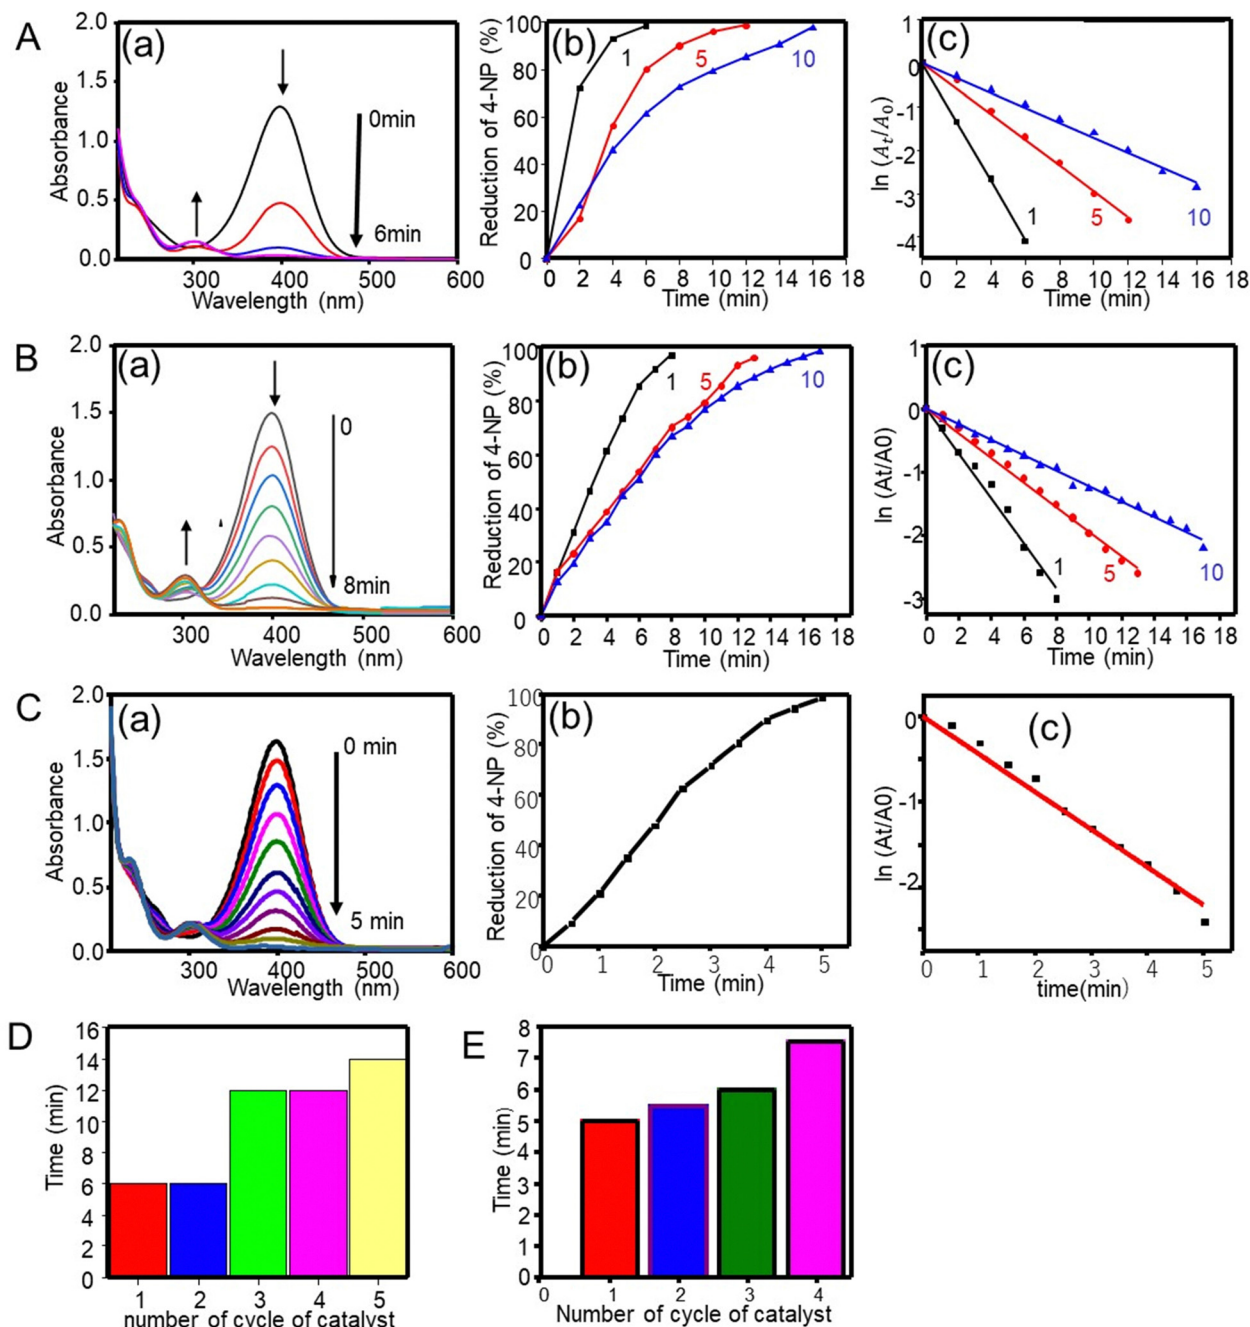 A
(a)
2.0
1.5
1.0
0.5
0.0
Absorbance
0min
6min
300
400
500
600
Wavelength (nm)
(b)
100
80
60
40
20
0
Reduction of 4-NP (%)
1
5
10
0 2 4 6 8 10 12 14 16 18
Time (min)
(c)
1
0
-1
-2
-3
-4
ln (At/A0)
1
5
10
0 2 4 6 8 10 12 14 16 18
Time (min)
B
(a)
2.0
1.5
1.0
0.5
0.0
Absorbance
0
8min
300 400 500 600
Wavelength (nm)
(b)
100
80
60
40
20
0
Reduction of 4-NP (%)
1
5
10
0 2 4 6 8 10 12 14 16 18
Time (min)
(c)
1
0
-1
-2
-3
ln (At/A0)
1
5
10
0 2 4 6 8 10 12 14 16 18
Time (min)
C
(a)
2.0
1.5
1.0
0.5
0.0
Absorbance
0 min
5 min
300 400 500 600
Wavelength (nm)
(b)
100
80
60
40
20
0
Reduction of 4-NP (%)
0 1 2 3 4 5
Time (min)
(c)
0
-1
-2
ln (At/A0)
0 1 2 3 4 5
time(min)
D
16
14
12
10
8
6
4
2
0
Time (min)
1 2 3 4 5
number of cycle of catalyst
E
8
7
6
5
4
3
2
1
0
Time (min)
0 1 2 3 4
Number of cycle of catalyst